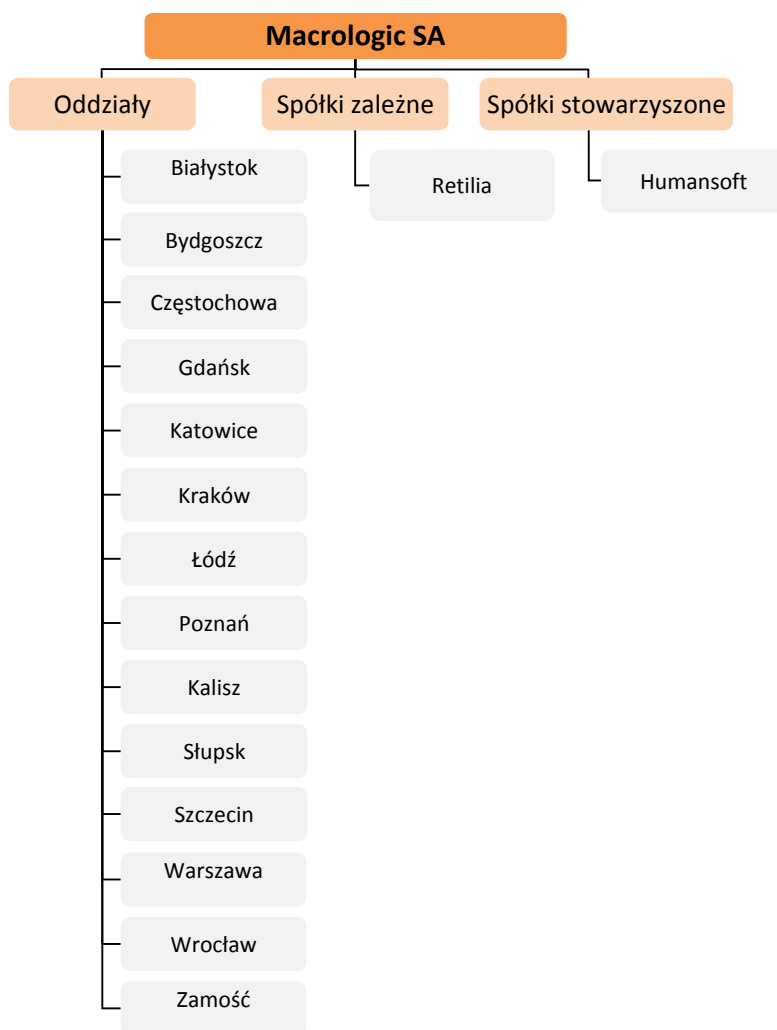 Macrologic SA
Oddziały
Spółki zależne
Spółki stowarzyszone
Białystok
Retilia
Humansoft
Bydgoszcz
Częstochowa
Gdańsk
Katowice
Kraków
Łódź
Poznań
Kalisz
Słupsk
Szczecin
Warszawa
Wrocław
Zamość